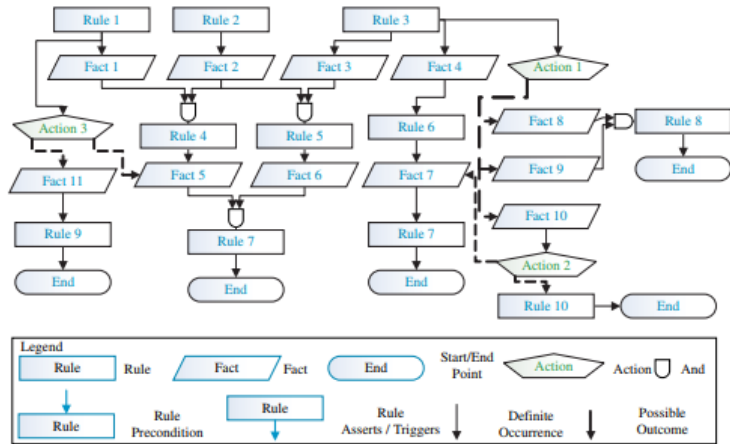 Rule 1 Rule 2 Rule 3
Fact 1 Fact 2 Fact 3 Fact 4 Action 1
Action 3 Rule 4 Rule 5 Rule 6 Fact 8 Rule 8
Fact 11 Fact 5 Fact 6 Fact 7 Fact 9 End
Fact 10
Rule 9 Rule 7 Rule 7
Action 2
End End End
Rule 10 End
Legend
Rule Rule Fact Fact End Start/End Point Action Action And
Rule Rule Precondition Rule Rule Asserts / Triggers Definite Occurrence Possible Outcome